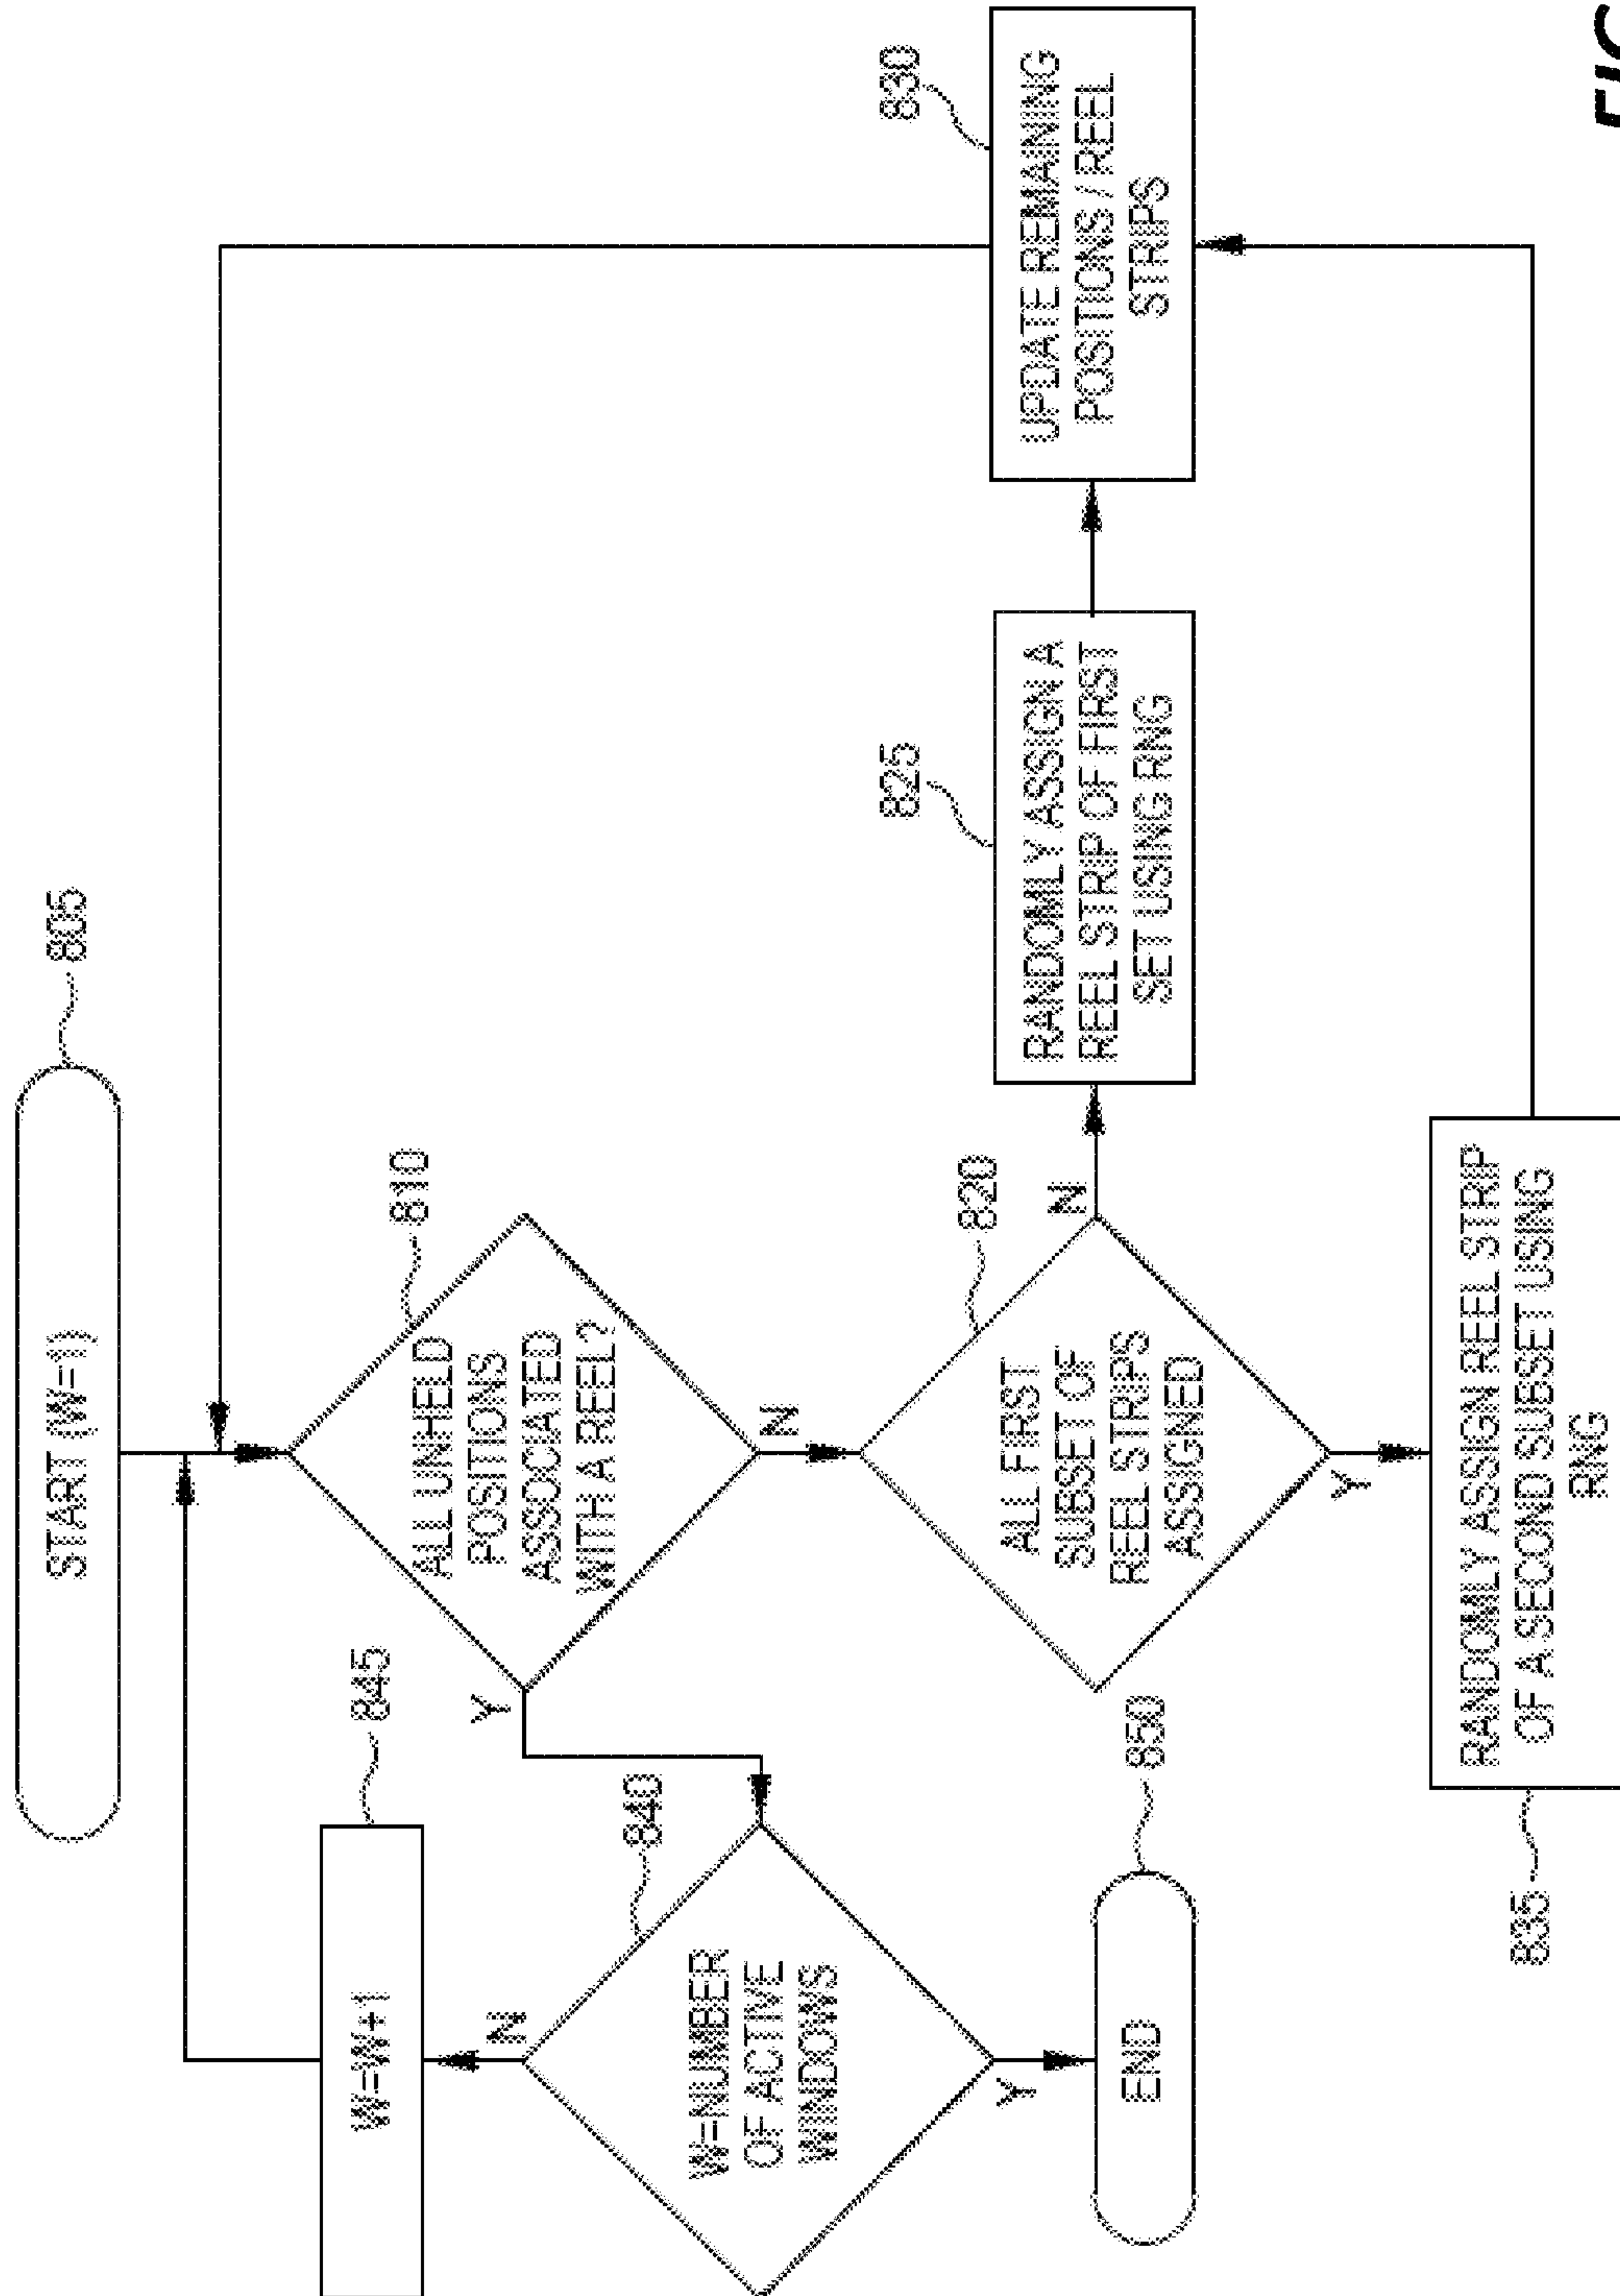 START (W=1)
805
845
W=W+1
810
ALL UNHELD
POSITIONS
ASSOCIATED
WITH A REEL?
Y
N
840
W=NUMBER
OF ACTIVE
WINDOWS
N
Y
820
ALL FIRST
SUBSET OF
REEL STRIPS
ASSIGNED
N
Y
825
RANDOMLY ASSIGN A
REEL STRIP OF FIRST
SET USING RNG
830
UPDATE REMAINING
POSITIONS / REEL
STRIPS
850
END
835
RANDOMLY ASSIGN REEL STRIP
OF A SECOND SUBSET USING
RNG